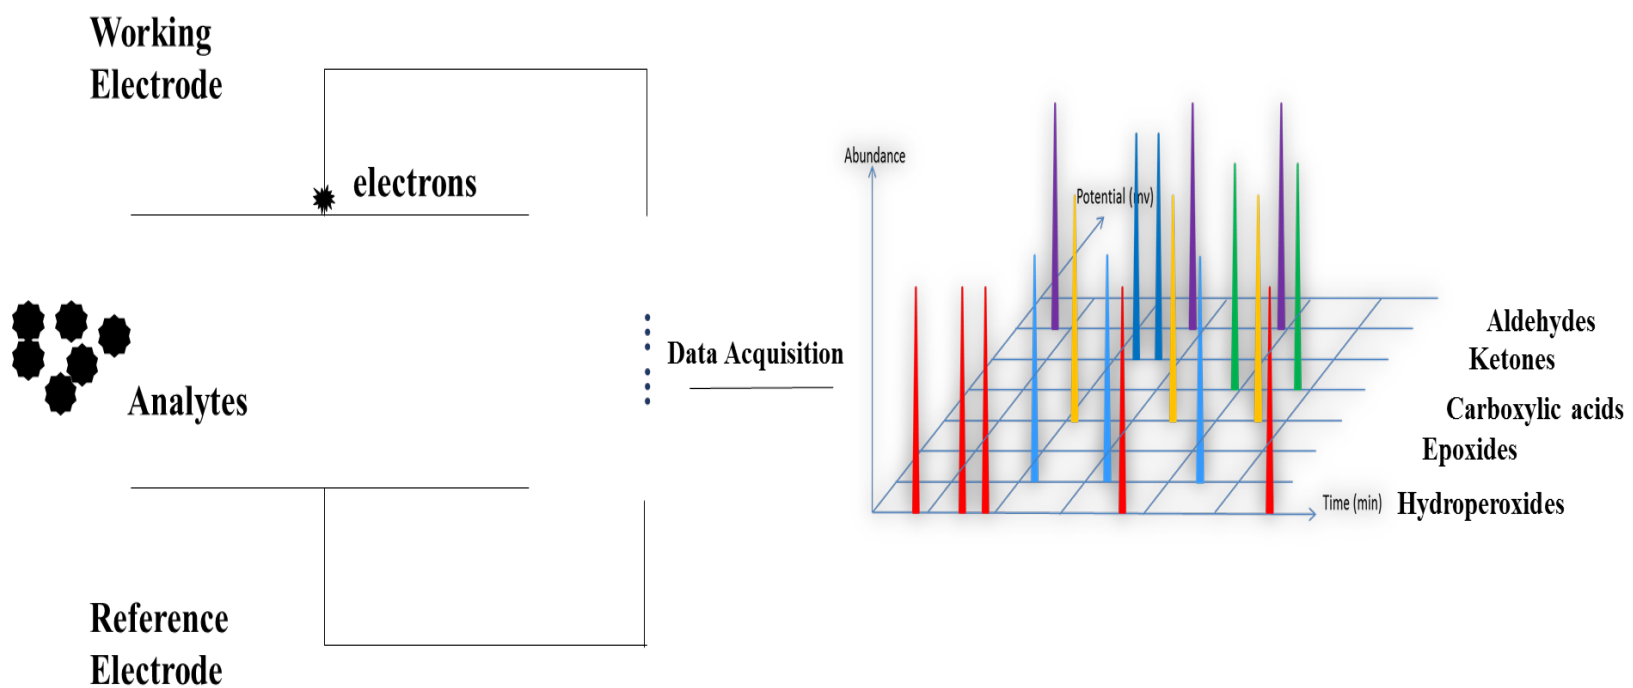 Working
Electrode
electrons
Analytes
Reference
Electrode
Data Acquisition
Abundance
Potential (mv)
Time (min)
Aldehydes
Ketones
Carboxylic acids
Epoxides
Hydroperoxides